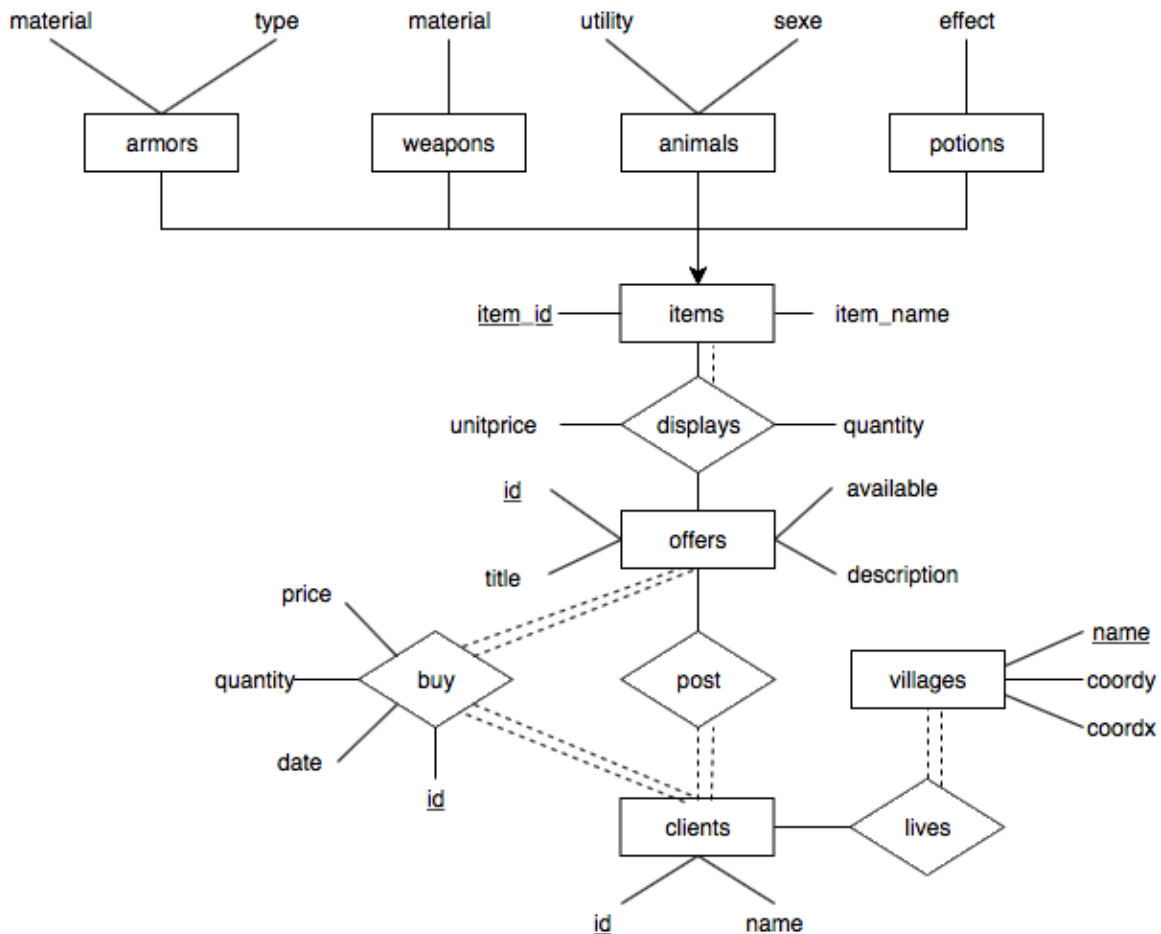 material type material utility sexe effect
armors weapons animals potions
item_id items item_name
unitprice displays quantity
id available
offers
title description
price
name
quantity buy post villages coordy
coordx
date
id
clients lives
id name